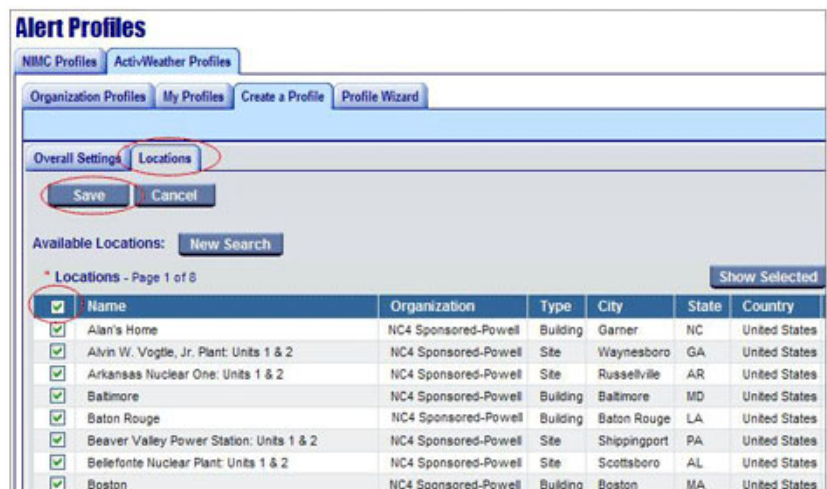 Alert Profiles
NIMC Profiles ActivWeather Profiles
Organization Profiles My Profiles Create a Profile Profile Wizard
Overall Settings Locations
Save Cancel
Available Locations: New Search
* Locations - Page 1 of 8 Show Selected
Name Organization Type City State Country
Alan's Home NC4 Sponsored-Powell Building Garner NC United States
Alvin W. Vogtle, Jr. Plant: Units 1 & 2 NC4 Sponsored-Powell Site Waynesboro GA United States
Arkansas Nuclear One: Units 1 & 2 NC4 Sponsored-Powell Site Russellville AR United States
Baltimore NC4 Sponsored-Powell Building Baltimore MD United States
Baton Rouge NC4 Sponsored-Powell Building Baton Rouge LA United States
Beaver Valley Power Station: Units 1 & 2 NC4 Sponsored-Powell Site Shippingport PA United States
Bellefonte Nuclear Plant: Units 1 & 2 NC4 Sponsored-Powell Site Scottsboro AL United States
Boston NC4 Sponsored-Powell Building Boston MA United States